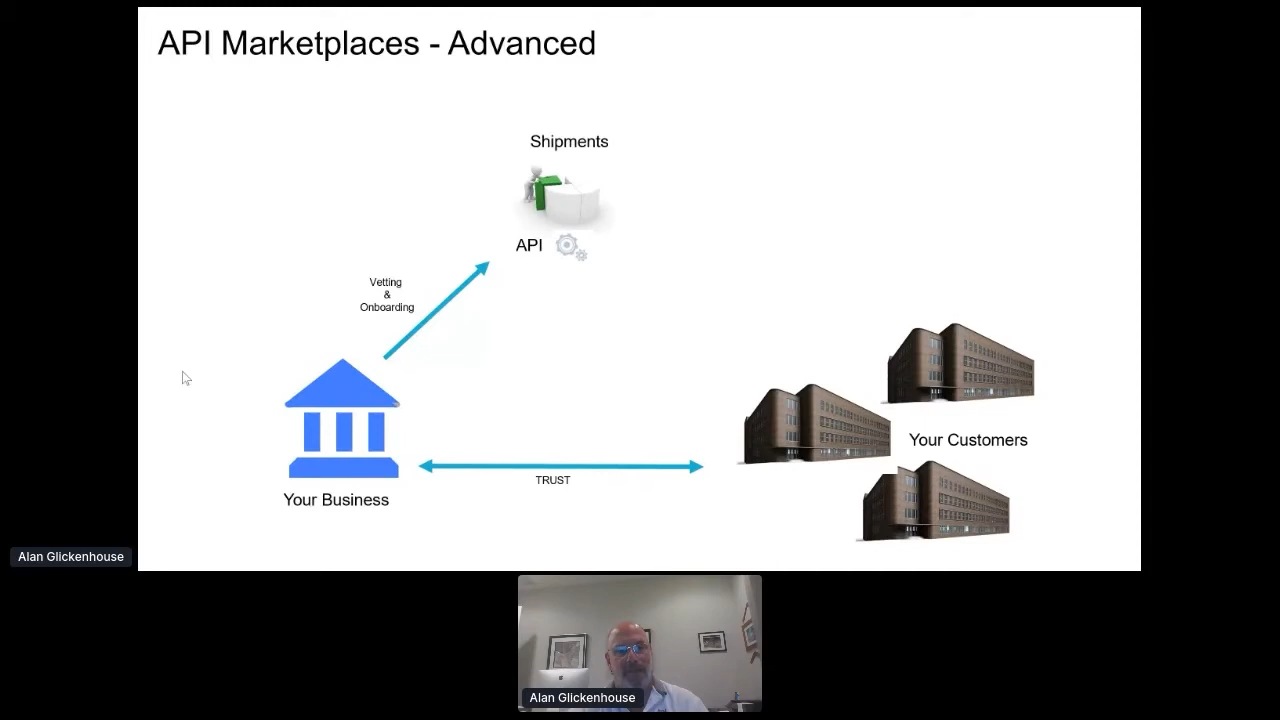 API Marketplaces - Advanced
Shipments
API
Vetting
&
Onboarding
Your Customers
TRUST
Your Business
Alan Glickenhouse
Alan Glickenhouse